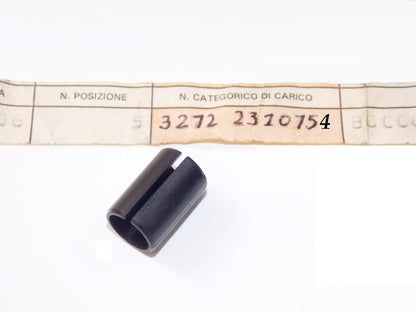 A N. POSIZIONE N. CATEGORICO DI CARICO
5 3272 2310754